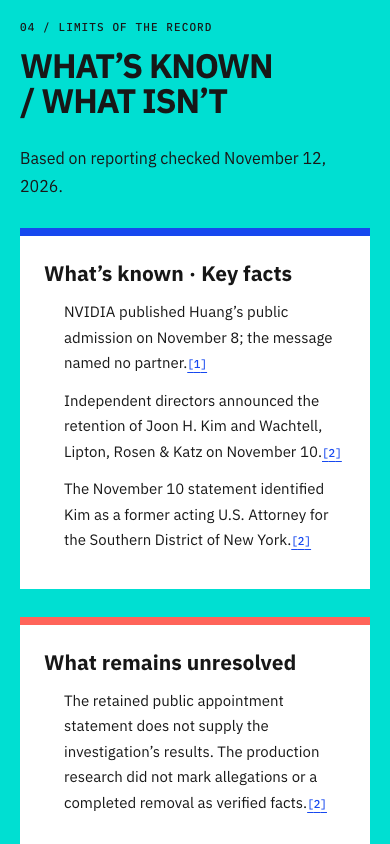 04 / LIMITS OF THE RECORD
WHAT’S KNOWN
/ WHAT ISN’T
Based on reporting checked November 12,
2026.
What’s known · Key facts
NVIDIA published Huang’s public
admission on November 8; the message
named no partner.[1]
Independent directors announced the
retention of Joon H. Kim and Wachtell,
Lipton, Rosen & Katz on November 10.[2]
The November 10 statement identified
Kim as a former acting U.S. Attorney for
the Southern District of New York.[2]
What remains unresolved
The retained public appointment
statement does not supply the
investigation’s results. The production
research did not mark allegations or a
completed removal as verified facts.[2]